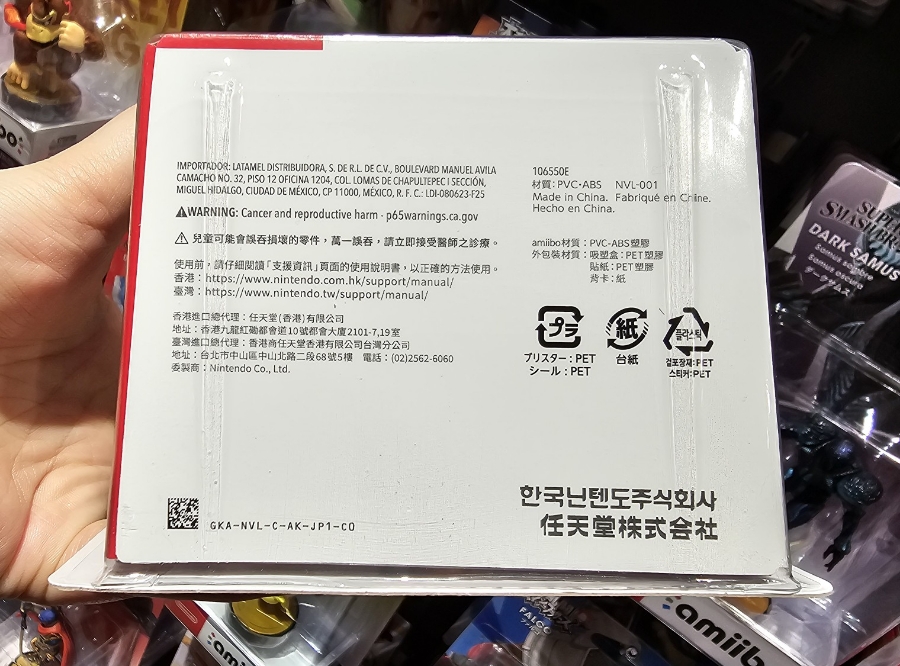 IMPORTADOR: LATAMEL DISTRIBUIDORA, S. DE R.L. DE C.V., BOULEVARD MANUEL AVILA
CAMACHO NO. 32, PISO 12 OFICINA 1204, COL. LOMAS DE CHAPULTEPEC I SECCIÓN,
MIGUEL HIDALGO, CIUDAD DE MÉXICO, CP 11000, MÉXICO, R. F. C.: LDI-080623-F25
⚠WARNING: Cancer and reproductive harm - p65warnings.ca.gov
⚠ 兒童可能會誤吞損壞的零件，萬一誤吞，請立即接受醫師之診療。
使用前，請仔細閱讀「支援資訊」頁面的使用說明書，以正確的方法使用。
香港：https://www.nintendo.com.hk/support/manual/
臺灣：https://www.nintendo.tw/support/manual/
香港進口總代理：任天堂(香港)有限公司
地址：香港九龍紅磡都會道10號都會大廈2101-7,19室
臺灣進口總代理：香港商任天堂香港有限公司台灣分公司
地址：台北市中山區中山北路二段68號5樓 電話：(02)2562-6060
委製商：Nintendo Co., Ltd.
106550E
材質：PVC・ABS NVL-001
Made in China. Fabriqué en Chine.
Hecho en China.
amiibo材質：PVC・ABS塑膠
外包裝材質：吸塑盒：PET塑膠
貼紙：PET塑膠
背卡：紙
プラ
ブリスター：PET
シール：PET
紙
台紙
플라스틱
겉포장재:PET
스티커:PET
한국닌텐도주식회사
任天堂株式会社
GKA-NVL-C-AK-JP1-C0
SUPER
SMASH
DARK SAMUS
Samus sombre
Samus oscura
ダークサムス
FALCO
amiib